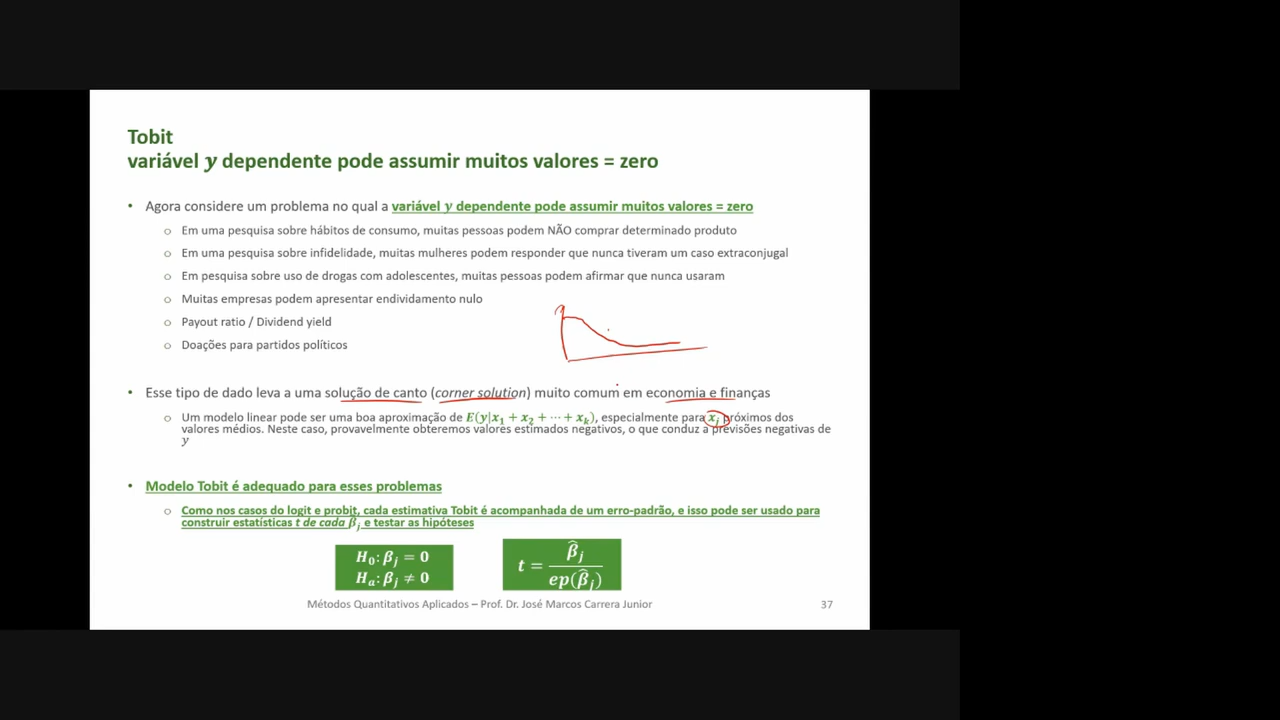 Tobit
variável y dependente pode assumir muitos valores = zero
• Agora considere um problema no qual a variável y dependente pode assumir muitos valores = zero
o Em uma pesquisa sobre hábitos de consumo, muitas pessoas podem NÃO comprar determinado produto
o Em uma pesquisa sobre infidelidade, muitas mulheres podem responder que nunca tiveram um caso extraconjugal
o Em pesquisa sobre uso de drogas com adolescentes, muitas pessoas podem afirmar que nunca usaram
o Muitas empresas podem apresentar endividamento nulo
o Payout ratio / Dividend yield
o Doações para partidos políticos
• Esse tipo de dado leva a uma solução de canto (corner solution) muito comum em economia e finanças
o Um modelo linear pode ser uma boa aproximação de E(y|x₁ + x₂ + ⋯ + xₖ), especialmente para xⱼ próximos dos
valores médios. Neste caso, provavelmente obteremos valores estimados negativos, o que conduz a previsões negativas de
y
• Modelo Tobit é adequado para esses problemas
o Como nos casos do logit e probit, cada estimativa Tobit é acompanhada de um erro-padrão, e isso pode ser usado para
construir estatísticas t de cada β̂ⱼ e testar as hipóteses
H₀: βⱼ = 0
Hₐ: βⱼ ≠ 0
t = β̂ⱼ / ep(β̂ⱼ)
Métodos Quantitativos Aplicados – Prof. Dr. José Marcos Carrera Junior 37